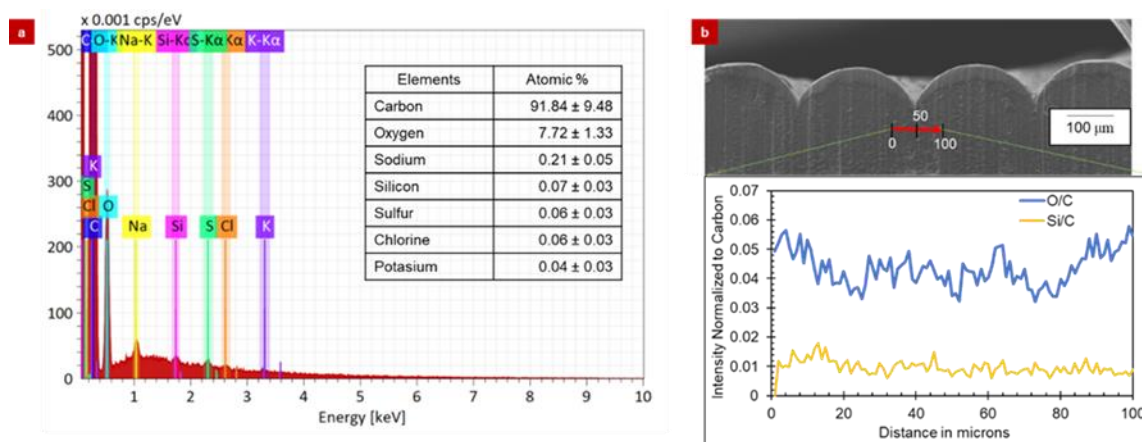 a
x 0.001 cps/eV
C O-K Na-K Si-Kα S-Kα Kα K-Kα
500
400
300
200
100
0
K
S
Cl O
C Na Si S Cl K
Elements Atomic %
Carbon 91.84 ± 9.48
Oxygen 7.72 ± 1.33
Sodium 0.21 ± 0.05
Silicon 0.07 ± 0.03
Sulfur 0.06 ± 0.03
Chlorine 0.06 ± 0.03
Potasium 0.04 ± 0.03
1 2 3 4 5 6 7 8 9 10
Energy [keV]
b
50
0 100
100 μm
0.07
0.06
0.05
0.04
0.03
0.02
0.01
0
O/C
Si/C
Intensity Normalized to Carbon
0 20 40 60 80 100
Distance in microns